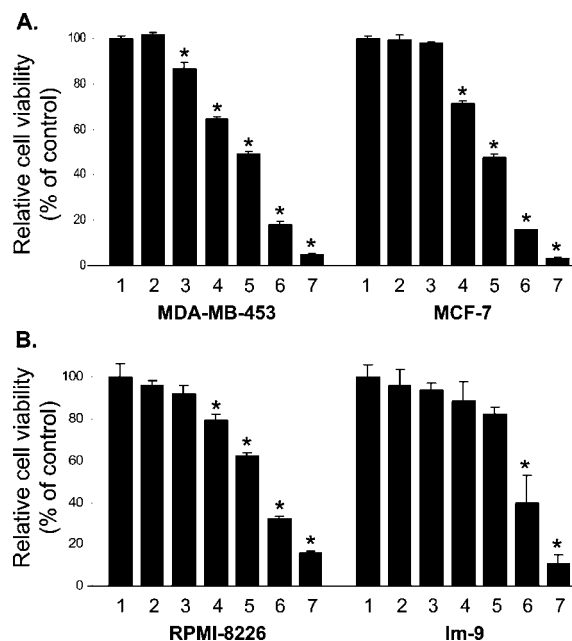 A.
Relative cell viability
(% of control)
100
80
60
40
20
0
* * * * *
* * * *
1 2 3 4 5 6 7
1 2 3 4 5 6 7
MDA-MB-453
MCF-7
B.
Relative cell viability
(% of control)
100
80
60
40
20
0
* * * *
* *
1 2 3 4 5 6 7
1 2 3 4 5 6 7
RPMI-8226
Im-9